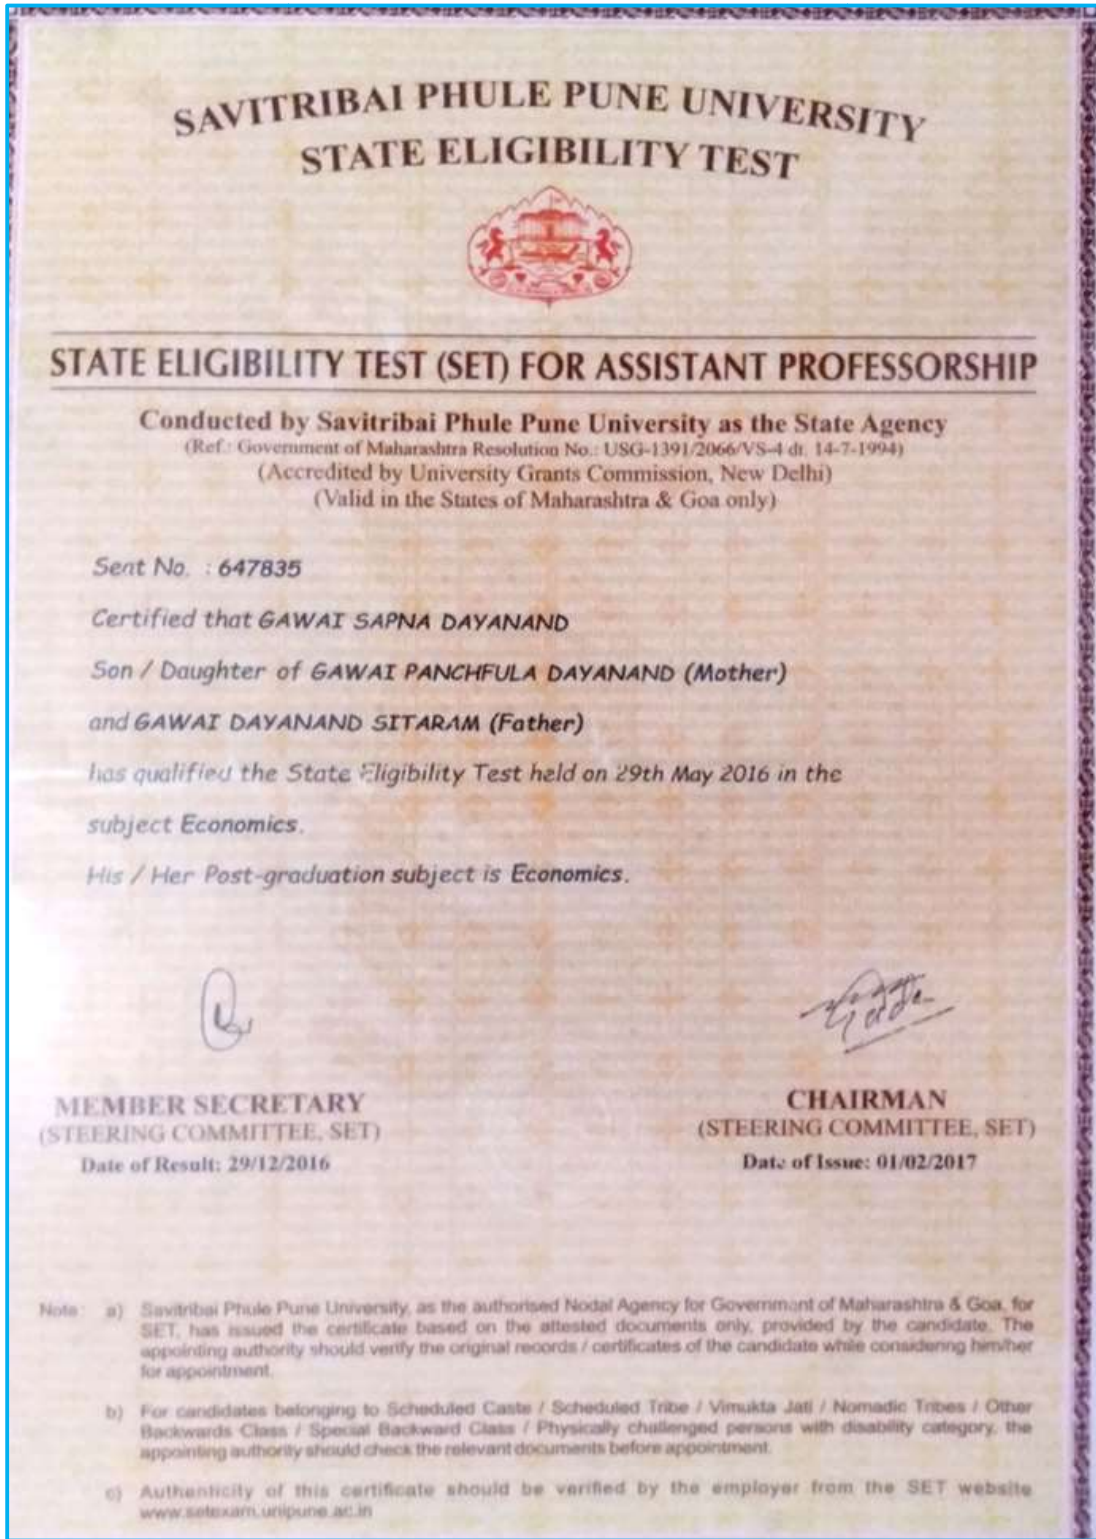 SAVITRIBAI PHULE PUNE UNIVERSITY
STATE ELIGIBILITY TEST
STATE ELIGIBILITY TEST (SET) FOR ASSISTANT PROFESSORSHIP
Conducted by Savitribai Phule Pune University as the State Agency
(Ref.: Government of Maharashtra Resolution No.: USG-1391/2066/VS-4 dt. 14-7-1994)
(Accredited by University Grants Commission, New Delhi)
(Valid in the States of Maharashtra & Goa only)
Seat No. : 647835
Certified that GAWAI SAPNA DAYANAND
Son / Daughter of GAWAI PANCHFULA DAYANAND (Mother)
and GAWAI DAYANAND SITARAM (Father)
has qualified the State Eligibility Test held on 29th May 2016 in the
subject Economics.
His / Her Post-graduation subject is Economics.
MEMBER SECRETARY
(STEERING COMMITTEE, SET)
Date of Result: 29/12/2016
CHAIRMAN
(STEERING COMMITTEE, SET)
Date of Issue: 01/02/2017
Note : a) Savitribai Phule Pune University, as the authorised Nodal Agency for Government of Maharashtra & Goa, for
SET, has issued the certificate based on the attested documents only, provided by the candidate. The
appointing authority should verify the original records / certificates of the candidate while considering him/her
for appointment.
b) For candidates belonging to Scheduled Caste / Scheduled Tribe / Vimukta Jati / Nomadic Tribes / Other
Backwards Class / Special Backward Class / Physically challenged persons with disability category, the
appointing authority should check the relevant documents before appointment.
c) Authenticity of this certificate should be verified by the employer from the SET website
www.setexam.unipune.ac.in